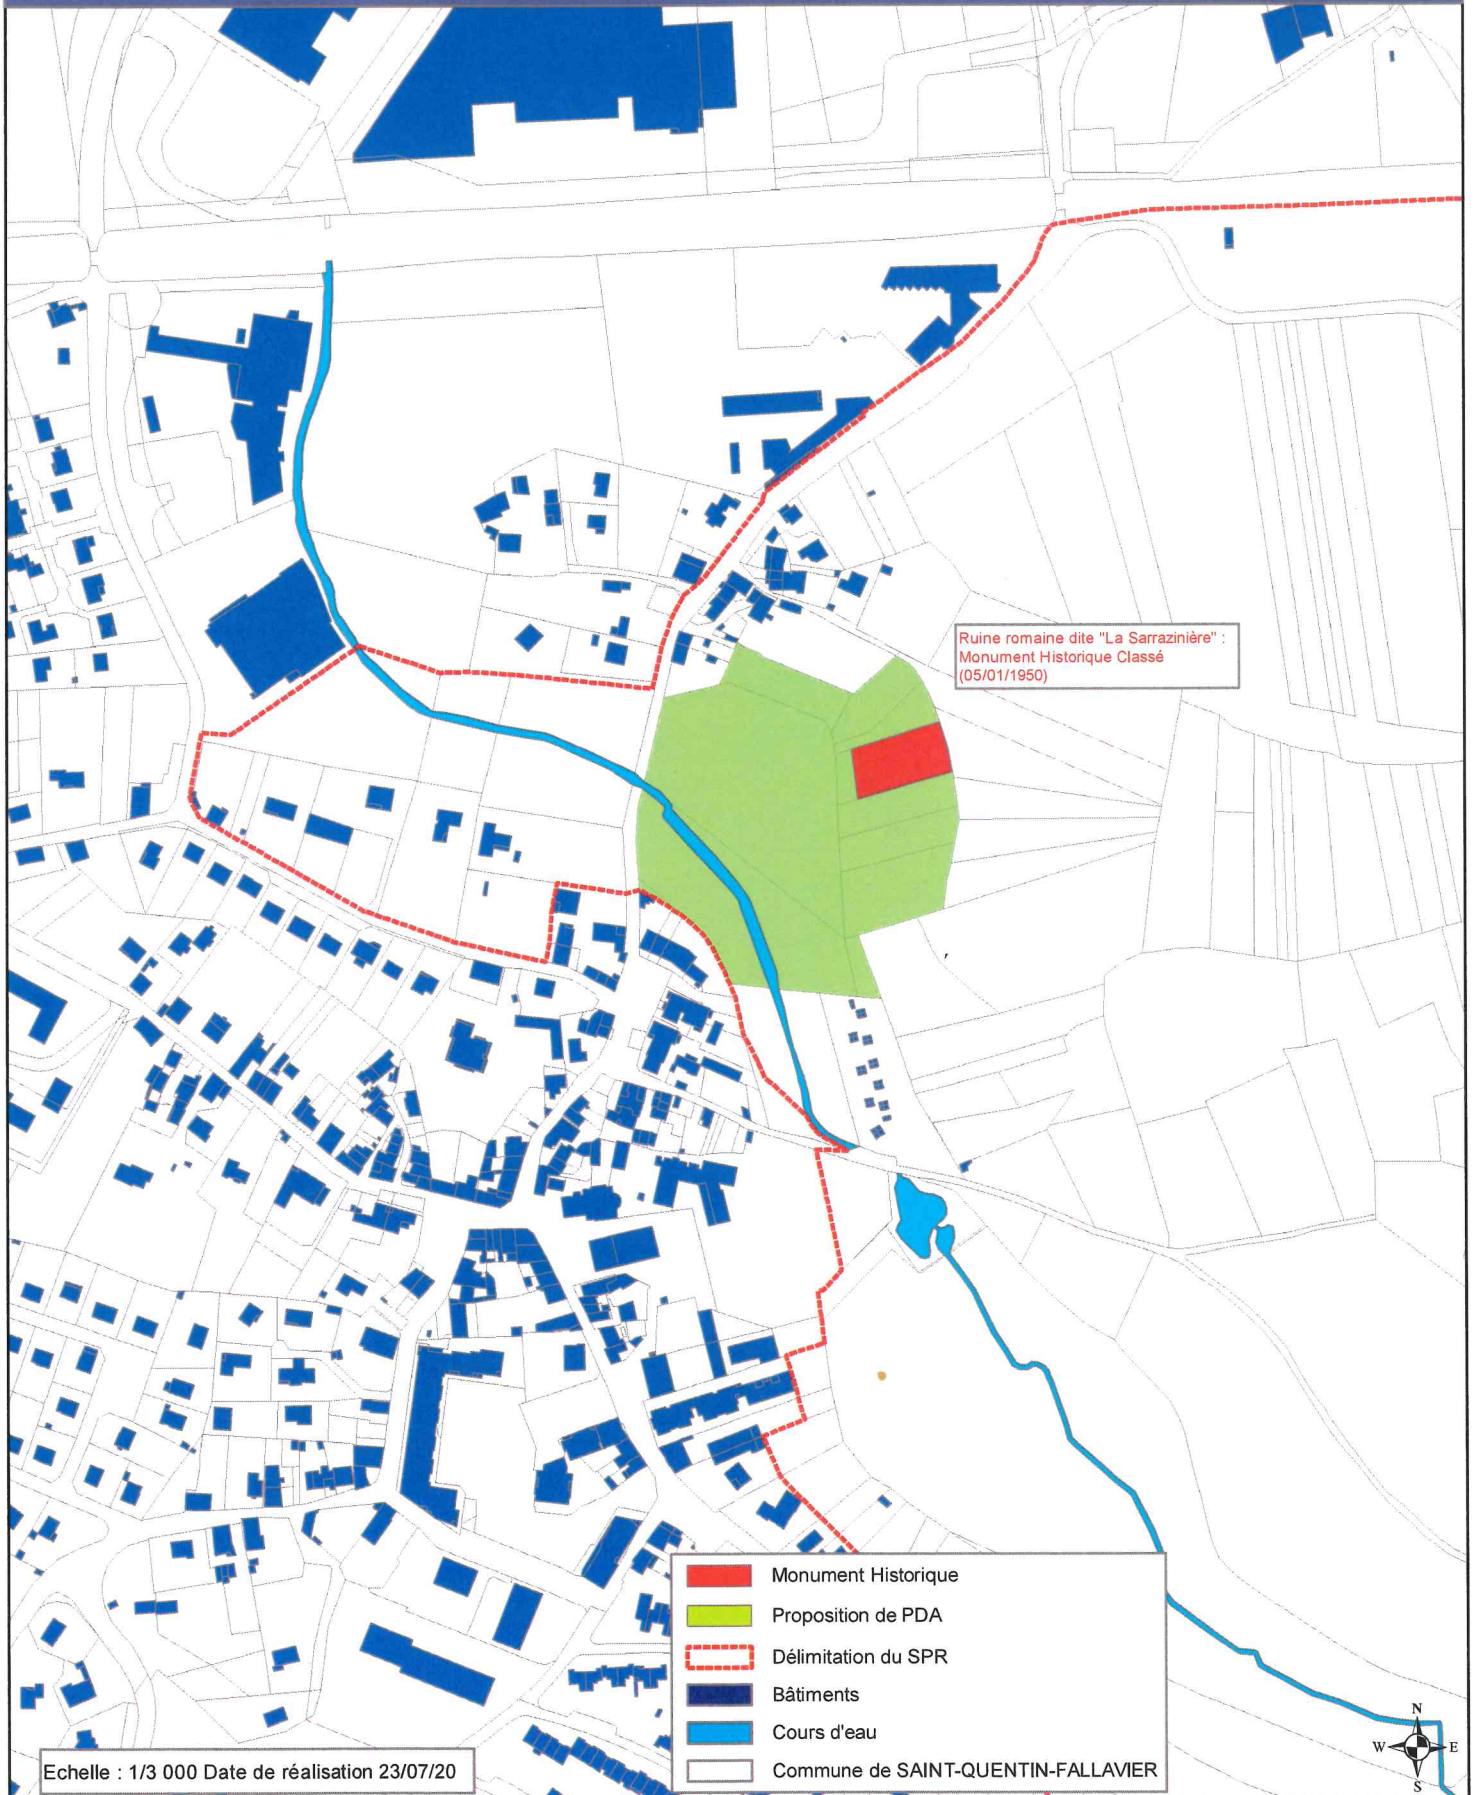 Ruine romaine dite "La Sarrazinière" :
Monument Historique Classé
(05/01/1950)
Monument Historique
Proposition de PDA
Délimitation du SPR
Bâtiments
Cours d'eau
Commune de SAINT-QUENTIN-FALLAVIER
Echelle : 1/3 000 Date de réalisation 23/07/20
N
W E
S